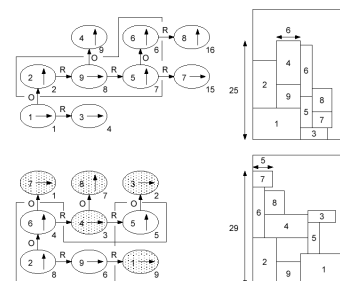 4 9 6 6 R 8 16
O O
2 2 R 9 8 R 5 7 R 7 15
O
1 1 R 3 4
6
4 6
25 2
9 8
5 7
1
3
7 1 8 7 3 2
O O O
6 4 R 4 3 R 5 5
O
2 8 R 9 6 R 1 9
5
7
8
6 3
29 4
5
2 1
9